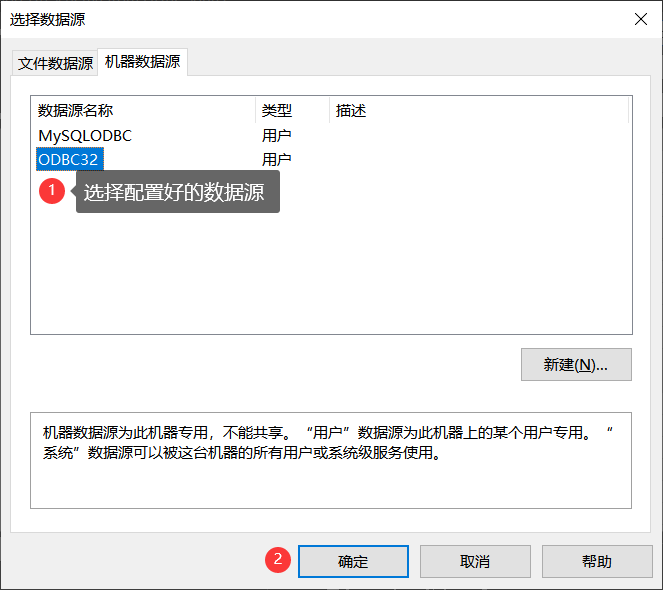 选择数据源
文件数据源 机器数据源
数据源名称 类型 描述
MySQLODBC 用户
ODBC32 用户
1 选择配置好的数据源
新建(N)...
机器数据源为此机器专用，不能共享。“用户”数据源为此机器上的某个用户专用。“
系统”数据源可以被这台机器的所有用户或系统级服务使用。
2 确定 取消 帮助